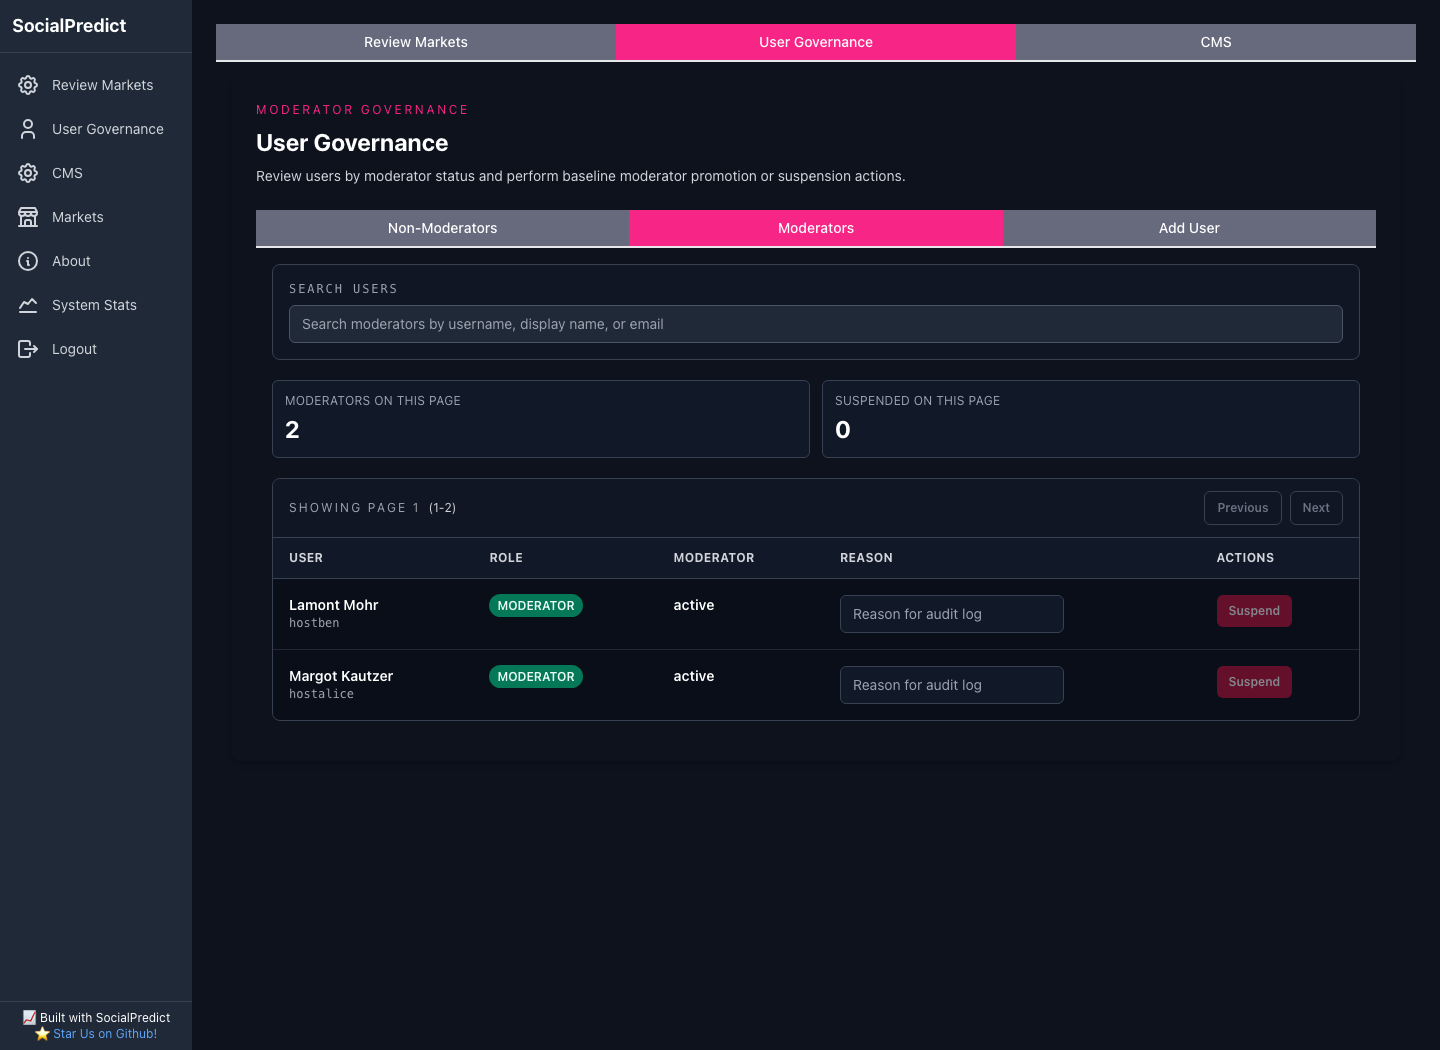 SocialPredict
Review Markets
User Governance
CMS
Markets
About
System Stats
Logout
📈 Built with SocialPredict
⭐ Star Us on Github!
Review Markets User Governance CMS
MODERATOR GOVERNANCE
User Governance
Review users by moderator status and perform baseline moderator promotion or suspension actions.
Non-Moderators Moderators Add User
SEARCH USERS
Search moderators by username, display name, or email
MODERATORS ON THIS PAGE
2
SUSPENDED ON THIS PAGE
0
SHOWING PAGE 1 (1-2) Previous Next
USER ROLE MODERATOR REASON ACTIONS
Lamont Mohr MODERATOR active Reason for audit log Suspend
hostben
Margot Kautzer MODERATOR active Reason for audit log Suspend
hostalice